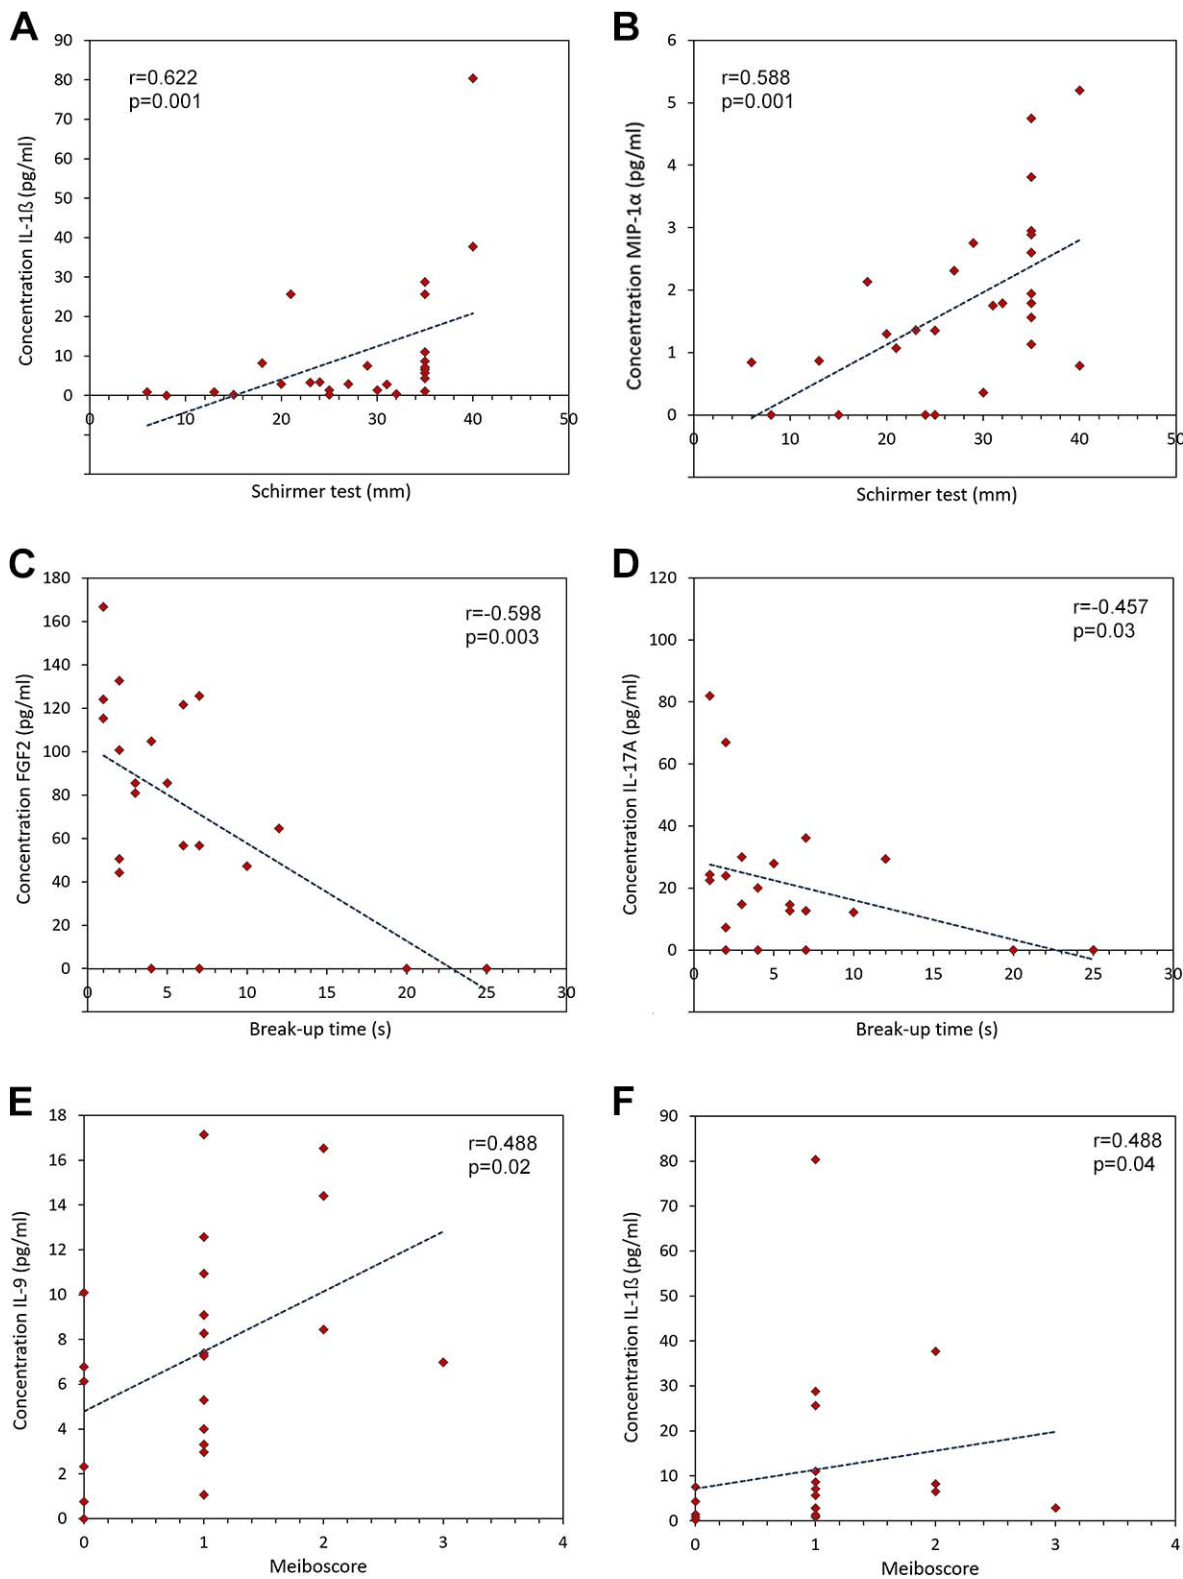 A
90
80
70
60
50
40
30
20
10
0
r=0.622
p=0.001
Concentration IL-1ß (pg/ml)
0 10 20 30 40 50
Schirmer test (mm)
B
6
5
4
3
2
1
0
r=0.588
p=0.001
Concentration MIP-1α (pg/ml)
0 10 20 30 40 50
Schirmer test (mm)
C
180
160
140
120
100
80
60
40
20
0
r=-0.598
p=0.003
Concentration FGF2 (pg/ml)
0 5 10 15 20 25 30
Break-up time (s)
D
120
100
80
60
40
20
0
r=-0.457
p=0.03
Concentration IL-17A (pg/ml)
0 5 10 15 20 25 30
Break-up time (s)
E
18
16
14
12
10
8
6
4
2
0
r=0.488
p=0.02
Concentration IL-9 (pg/ml)
0 1 2 3 4
Meiboscore
F
90
80
70
60
50
40
30
20
10
0
r=0.488
p=0.04
Concentration IL-1ß (pg/ml)
0 1 2 3 4
Meiboscore